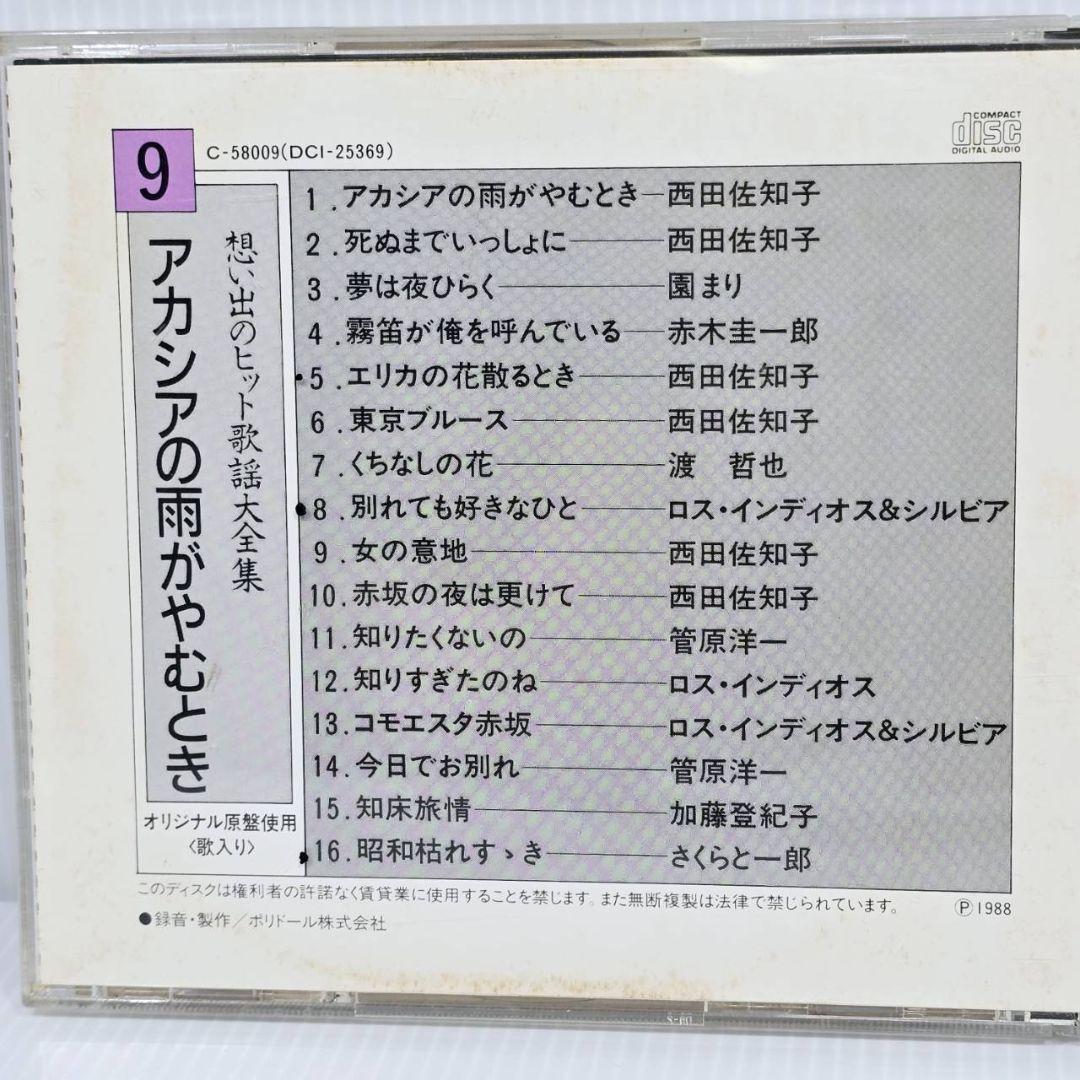 9
C-58009(DCI-25369)
COMPACT
disc
DIGITAL AUDIO
想い出のヒット歌謡大全集
アカシアの雨がやむとき
オリジナル原盤使用
〈歌入り〉
1.アカシアの雨がやむとき─西田佐知子
2.死ぬまでいっしょに───西田佐知子
3.夢は夜ひらく─────園まり
4.霧笛が俺を呼んでいる─赤木圭一郎
5.エリカの花散るとき──西田佐知子
6.東京ブルース────西田佐知子
7.くちなしの花─────渡　哲也
8.別れても好きなひと──ロス・インディオス&シルビア
9.女の意地──────西田佐知子
10.赤坂の夜は更けて──西田佐知子
11.知りたくないの────菅原洋一
12.知りすぎたのね────ロス・インディオス
13.コモエスタ赤坂────ロス・インディオス&シルビア
14.今日でお別れ────菅原洋一
15.知床旅情──────加藤登紀子
16.昭和枯れすゝき───さくらと一郎
このディスクは権利者の許諾なく賃貸業に使用することを禁じます。また無断複製は法律で禁じられています。
Ⓟ1988
●録音・製作／ポリドール株式会社
S-80